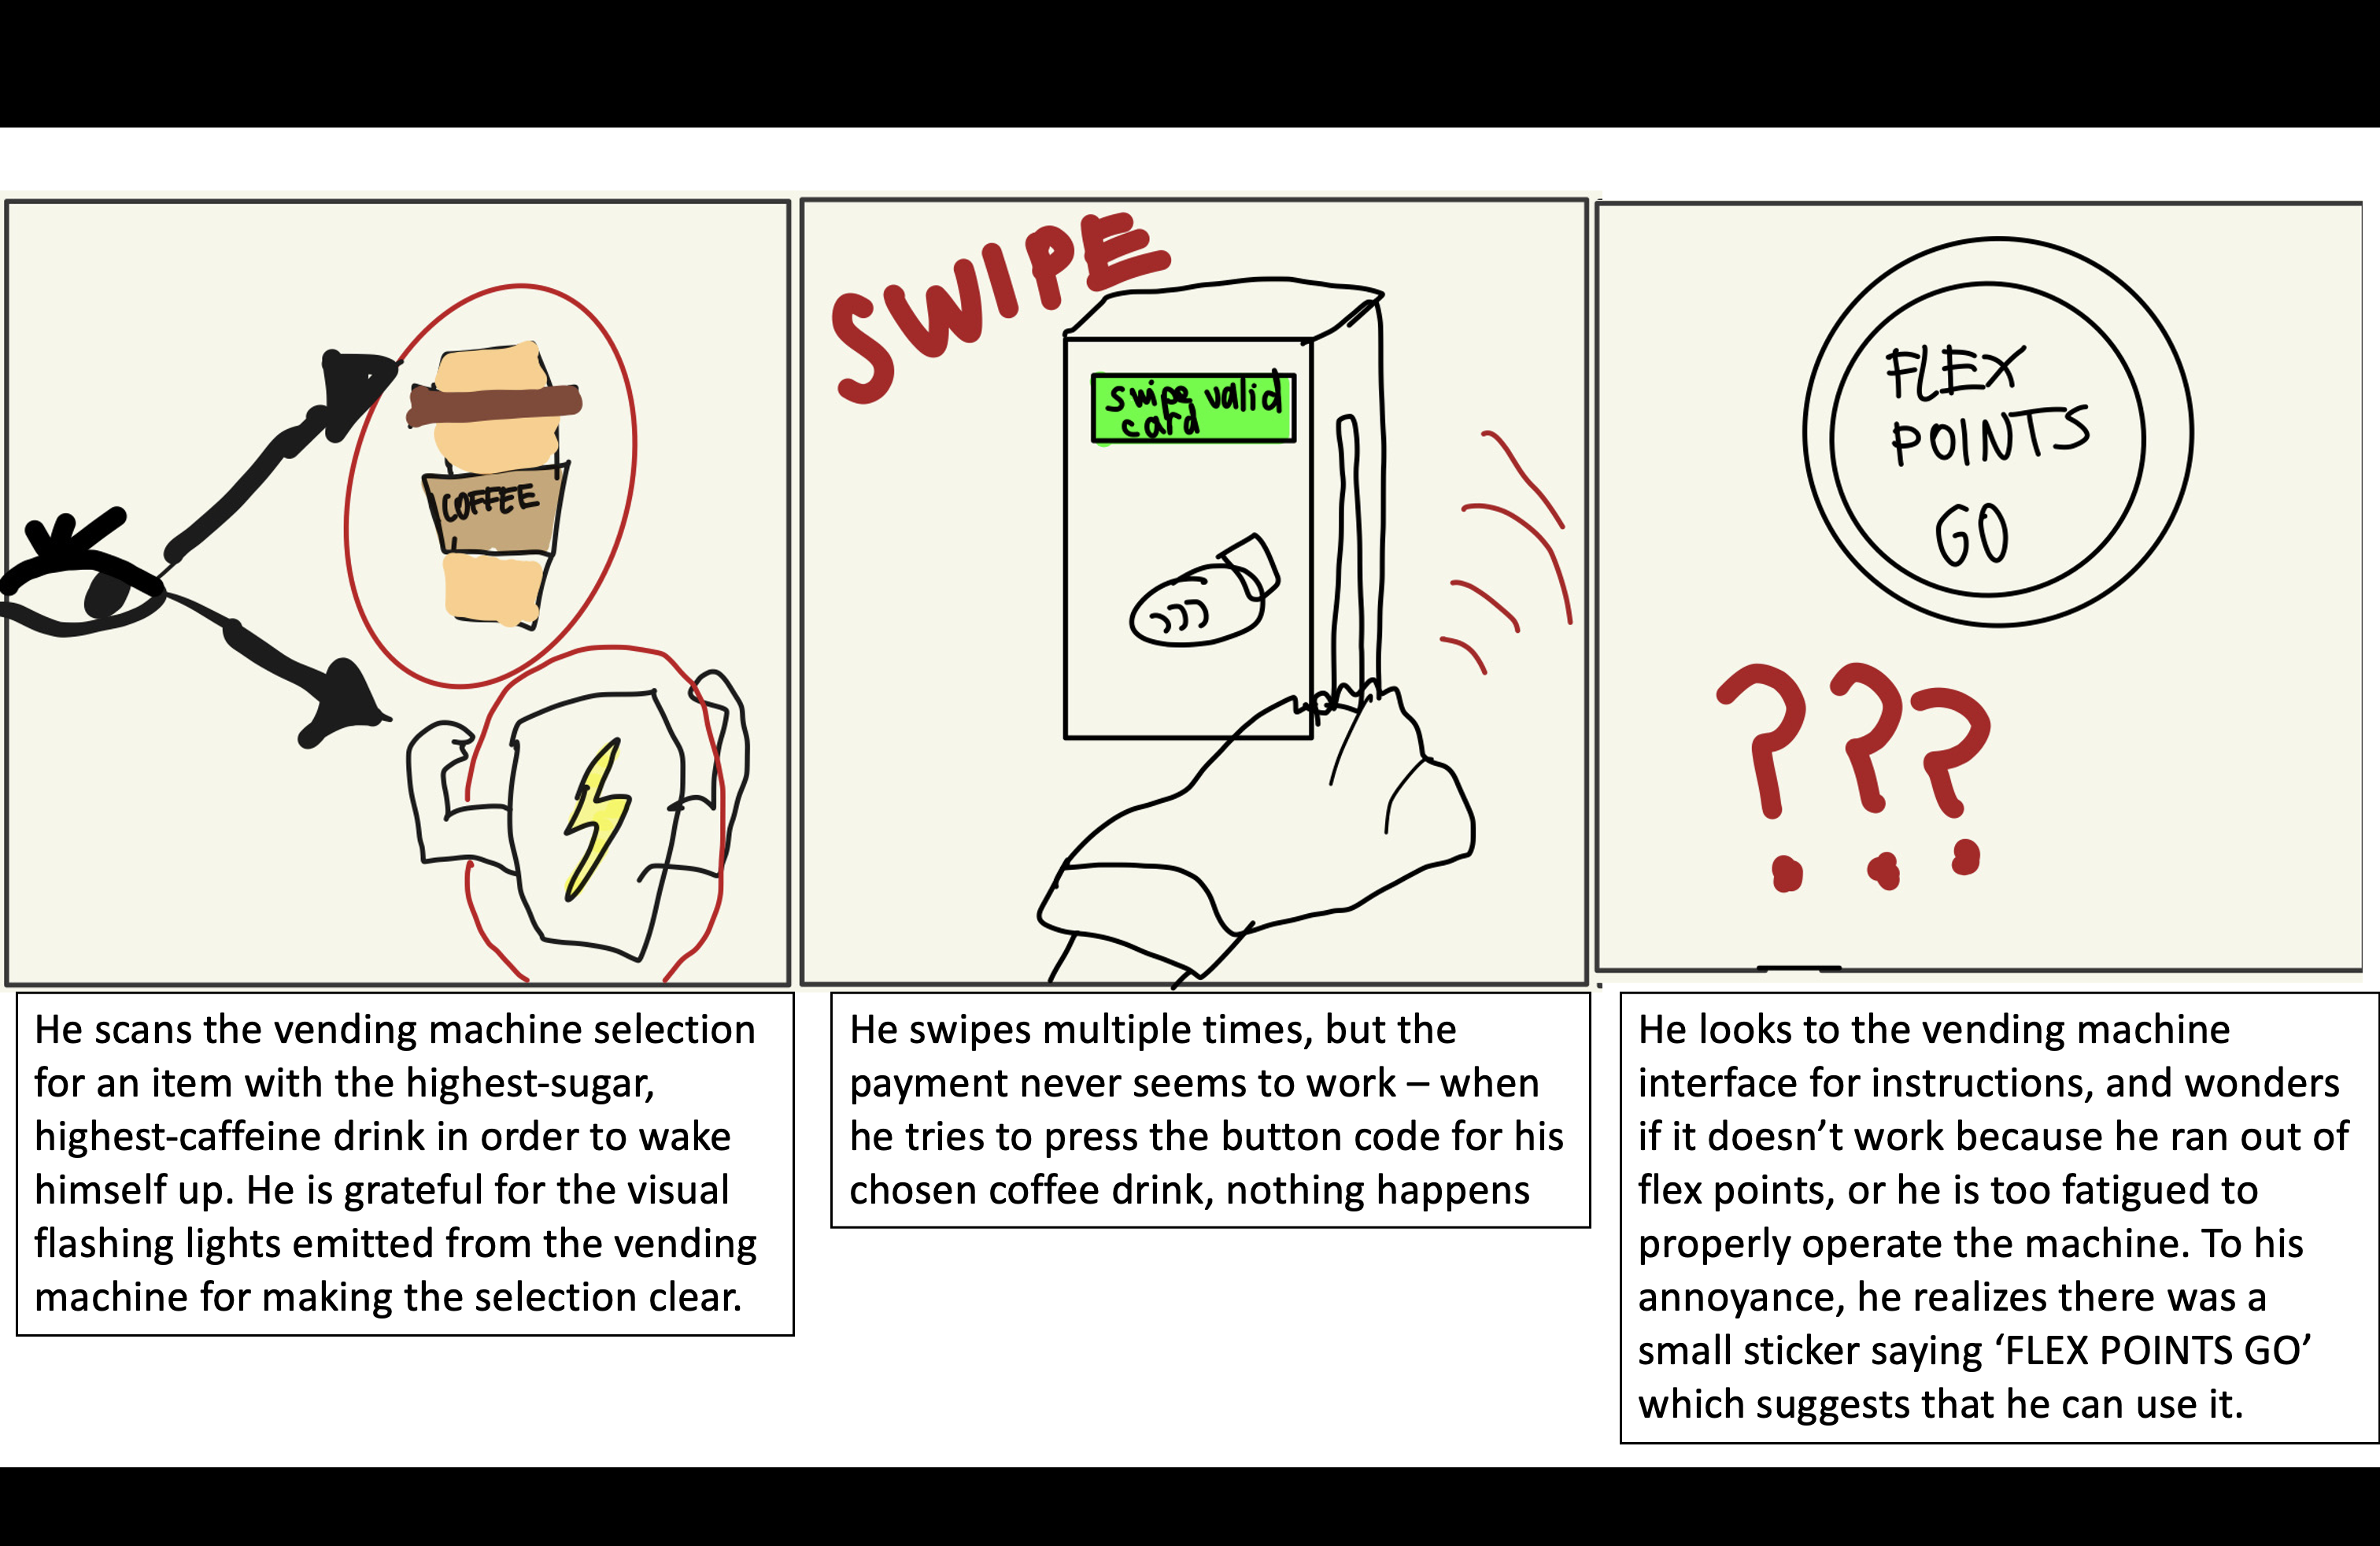 COFFEE
SWIPE
swipe valid
card
FLEX
POINTS
GO
???
He scans the vending machine selection
for an item with the highest-sugar,
highest-caffeine drink in order to wake
himself up. He is grateful for the visual
flashing lights emitted from the vending
machine for making the selection clear.
He swipes multiple times, but the
payment never seems to work – when
he tries to press the button code for his
chosen coffee drink, nothing happens
He looks to the vending machine
interface for instructions, and wonders
if it doesn’t work because he ran out of
flex points, or he is too fatigued to
properly operate the machine. To his
annoyance, he realizes there was a
small sticker saying ‘FLEX POINTS GO’
which suggests that he can use it.